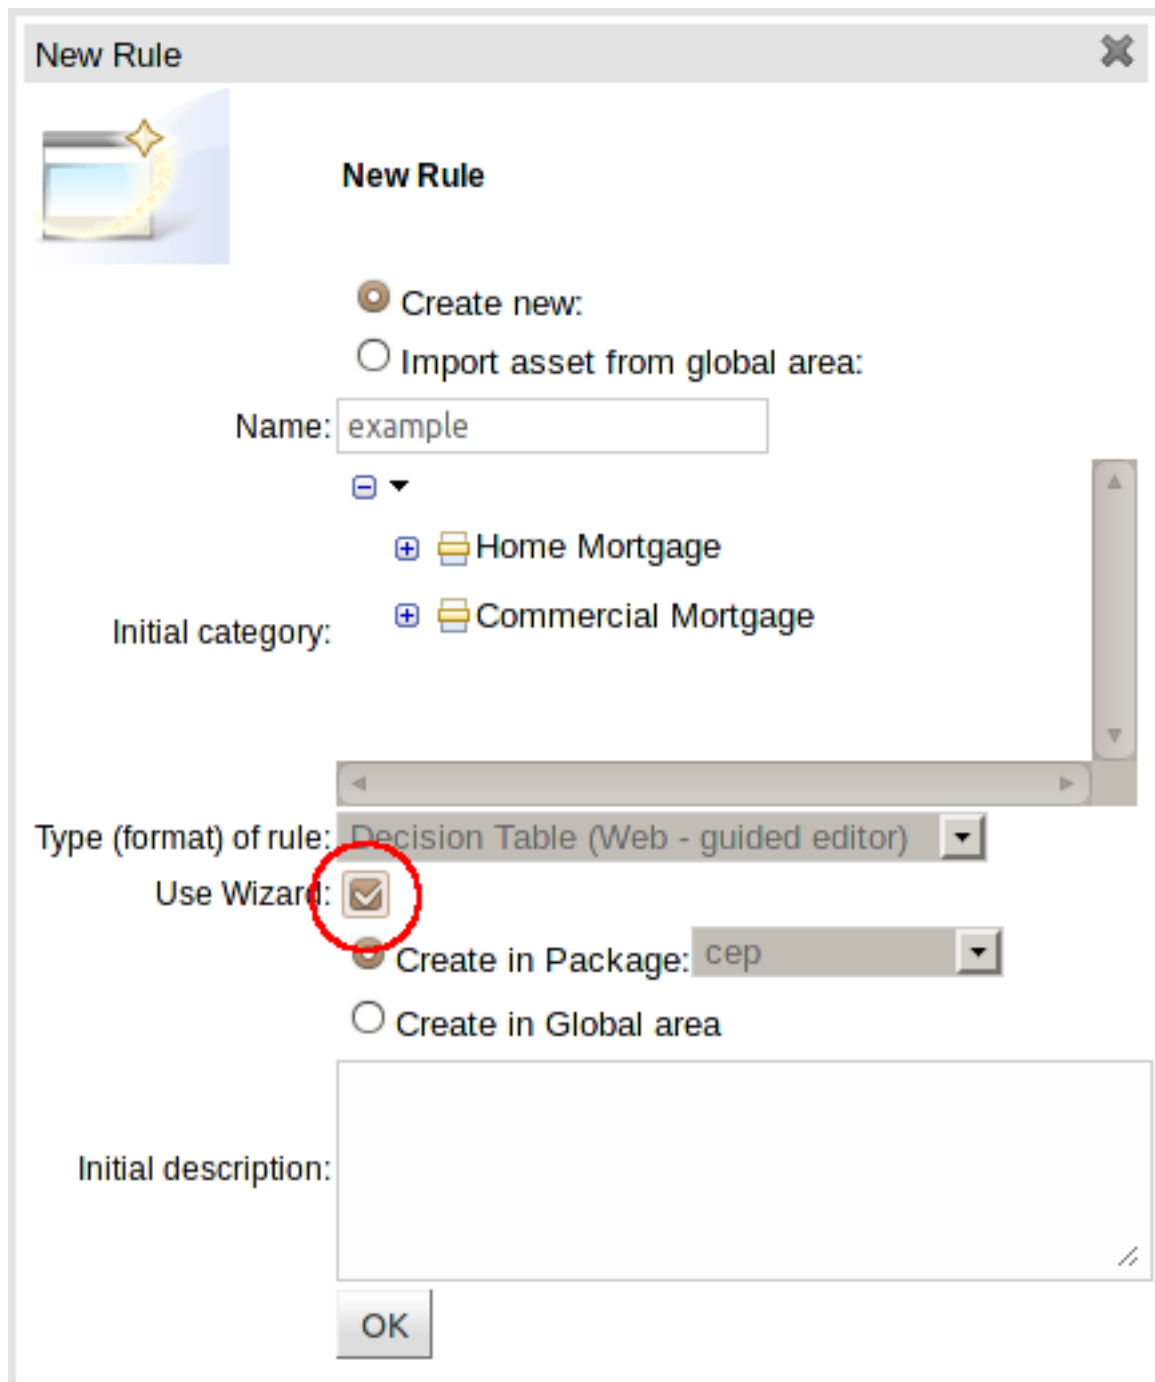 New Rule
New Rule
Create new:
Import asset from global area:
Name: example
Home Mortgage
Commercial Mortgage
Initial category:
Type (format) of rule: Decision Table (Web - guided editor)
Use Wizard:
Create in Package: cep
Create in Global area
Initial description:
OK